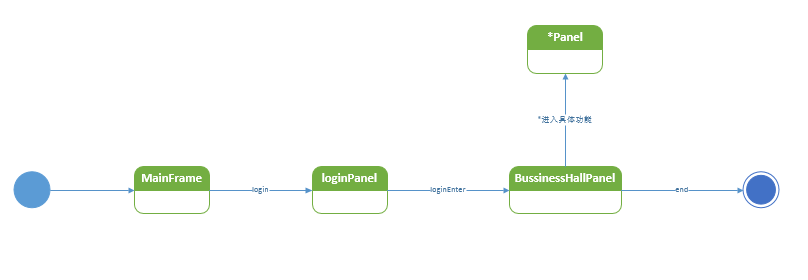 *Panel
*进入具体功能
MainFrame
login
loginPanel
loginEnter
BussinessHallPanel
end